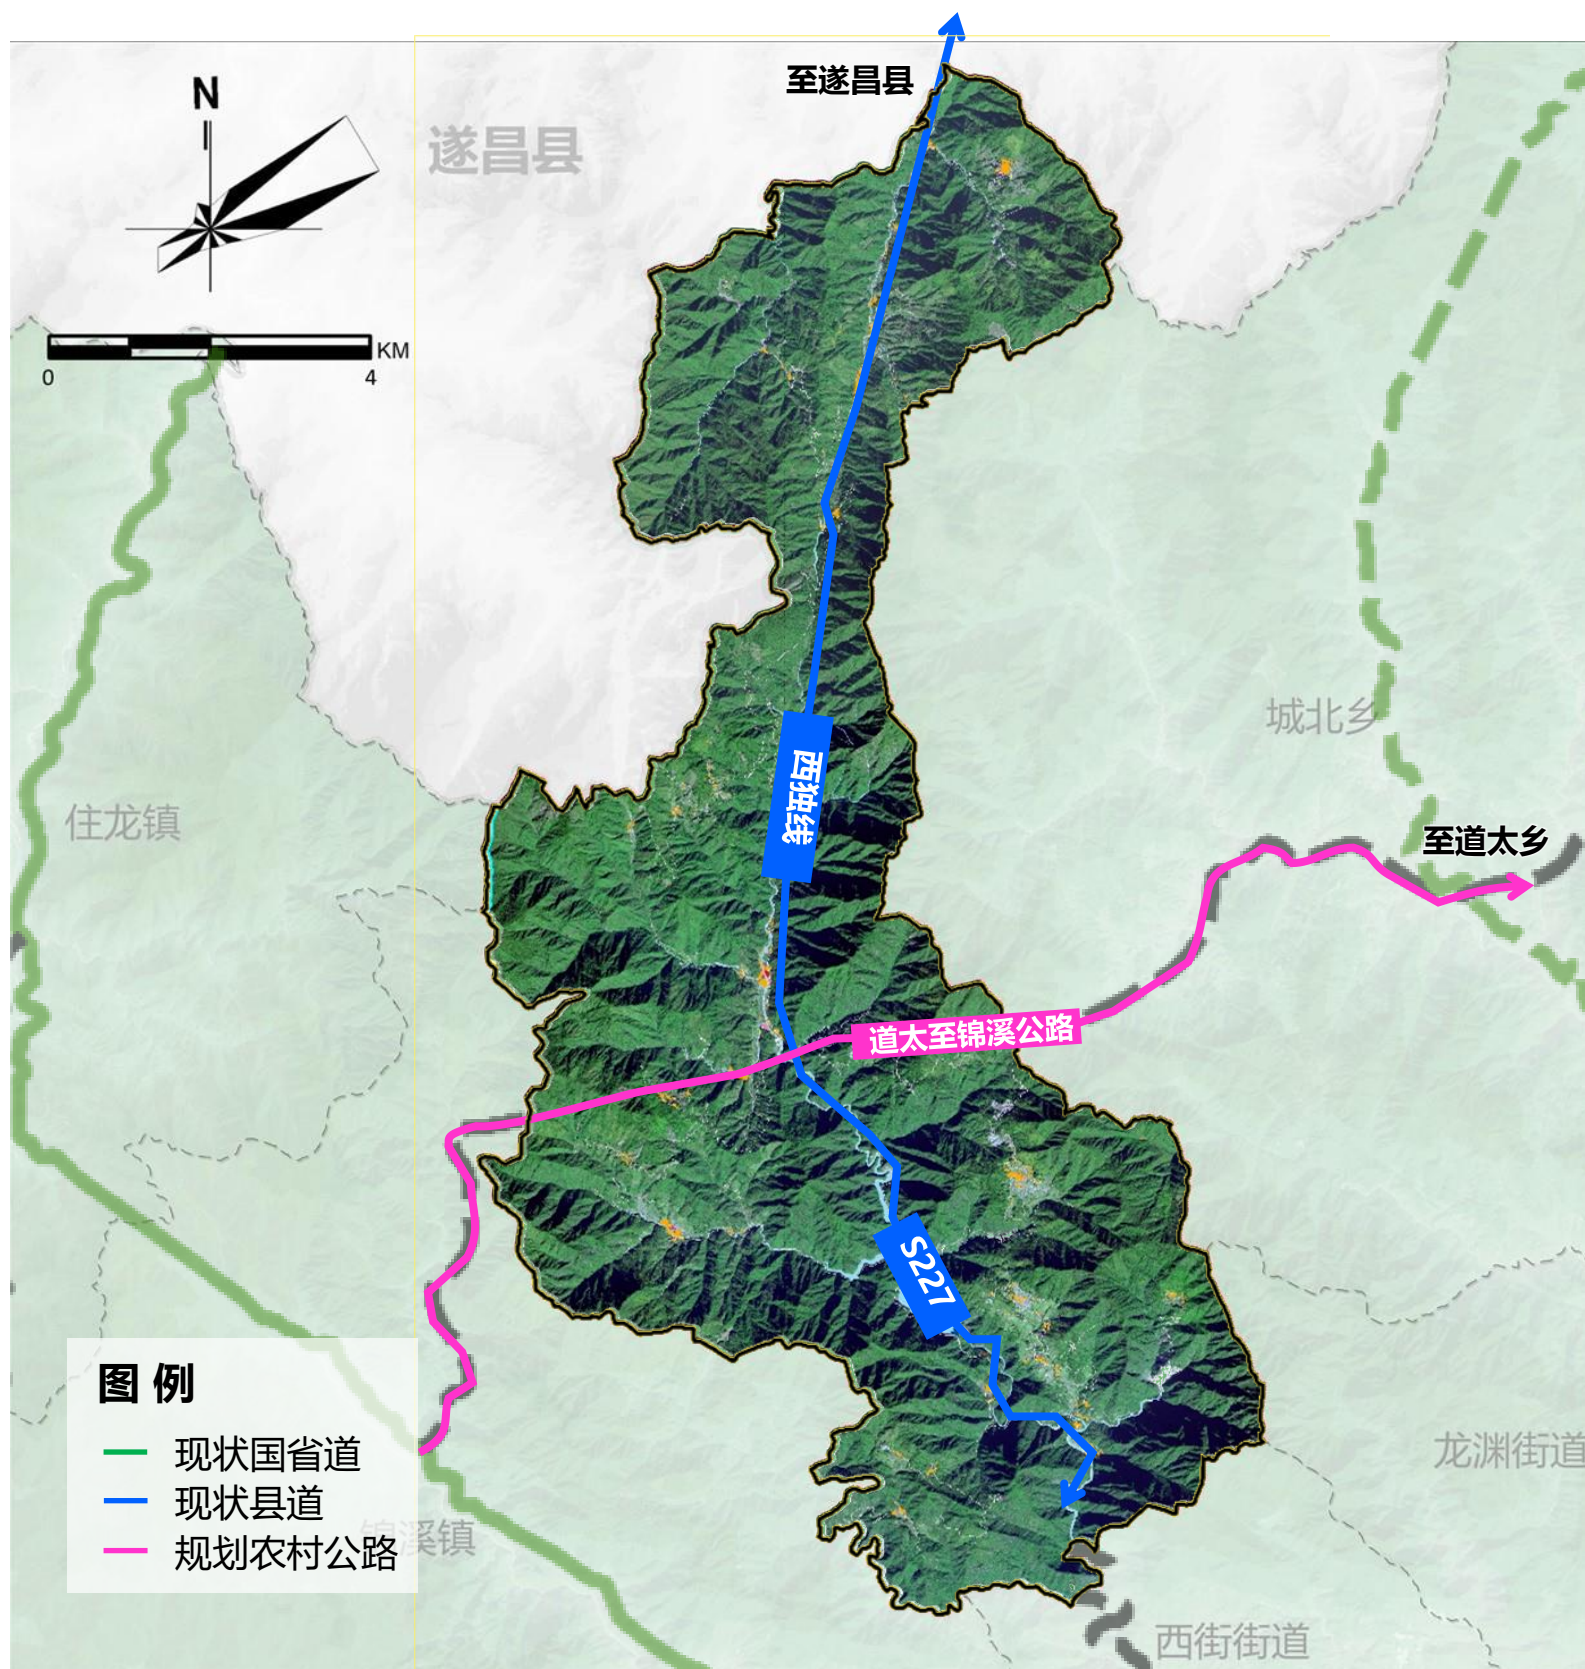 至遂昌县
N
遂昌县
KM
0
4
城北乡
西独线
住龙镇
至道太乡
道太至锦溪公路
S227
图例
现状国省道
现状县道
规划农村公路
锦溪镇
龙渊街道
西街街道